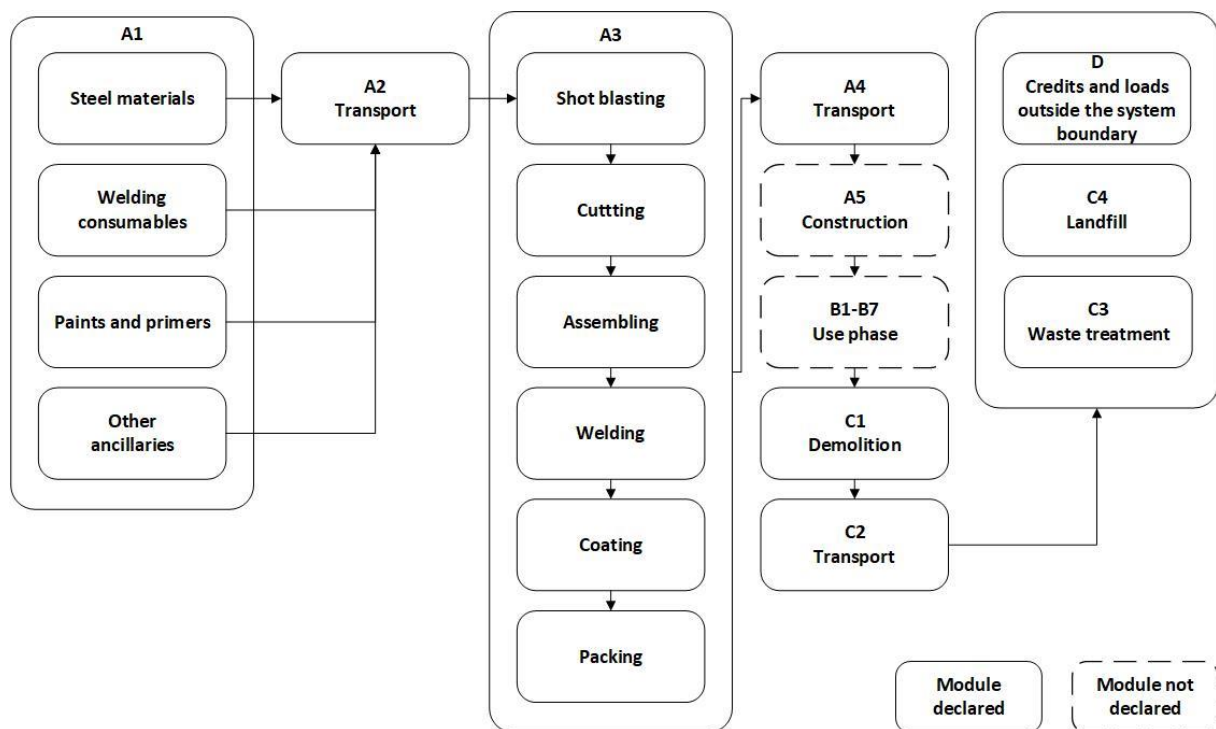 A1
Steel materials
Welding
consumables
Paints and primers
Other
ancillaries
A2
Transport
A3
Shot blasting
Cuttting
Assembling
Welding
Coating
Packing
A4
Transport
A5
Construction
B1-B7
Use phase
C1
Demolition
C2
Transport
D
Credits and loads
outside the system
boundary
C4
Landfill
C3
Waste treatment
Module
declared
Module not
declared